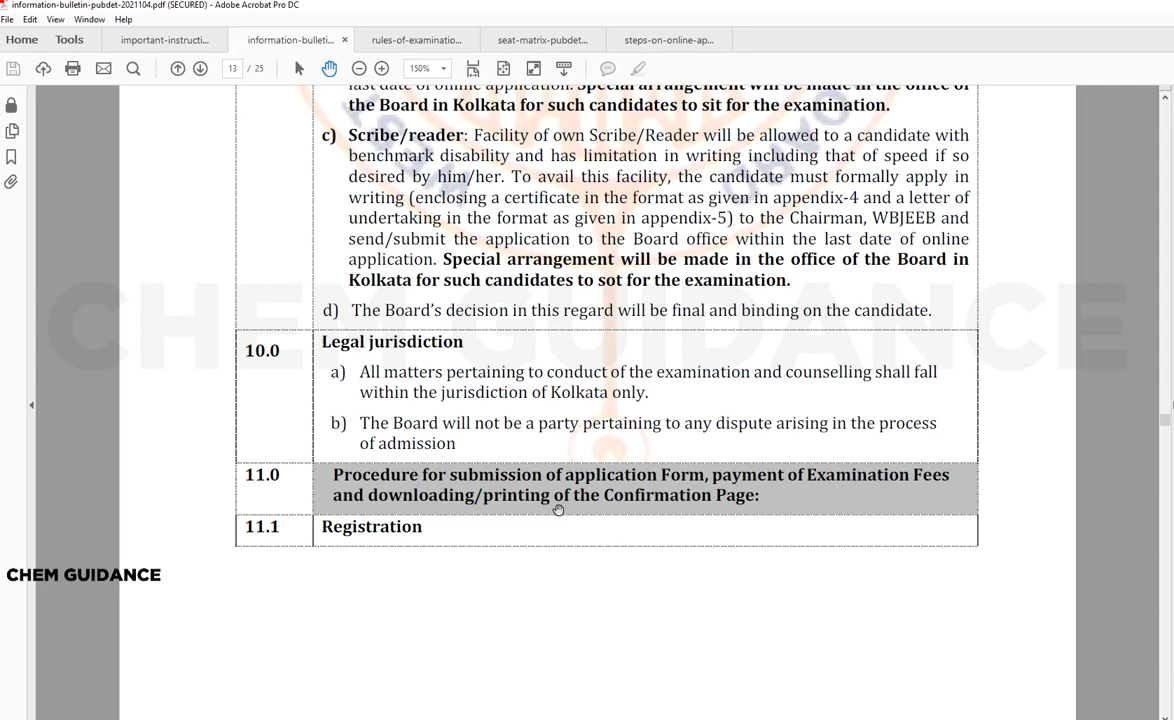 information-bulletin-pubdet-2021104.pdf (SECURED) - Adobe Acrobat Pro DC
File Edit View Window Help
Home Tools important-instructi... information-bulleti... × rules-of-examinatio... seat-matrix-pubdet... steps-on-online-ap...
13 / 25 150%
last date of online application. Special arrangement will be made in the office of
the Board in Kolkata for such candidates to sit for the examination.
c) Scribe/reader: Facility of own Scribe/Reader will be allowed to a candidate with
benchmark disability and has limitation in writing including that of speed if so
desired by him/her. To avail this facility, the candidate must formally apply in
writing (enclosing a certificate in the format as given in appendix-4 and a letter of
undertaking in the format as given in appendix-5) to the Chairman, WBJEEB and
send/submit the application to the Board office within the last date of online
application. Special arrangement will be made in the office of the Board in
Kolkata for such candidates to sot for the examination.
CHEM GUIDANCE
d) The Board's decision in this regard will be final and binding on the candidate.
10.0 Legal jurisdiction
a) All matters pertaining to conduct of the examination and counselling shall fall
within the jurisdiction of Kolkata only.
b) The Board will not be a party pertaining to any dispute arising in the process
of admission
11.0 Procedure for submission of application Form, payment of Examination Fees
and downloading/printing of the Confirmation Page:
11.1 Registration
CHEM GUIDANCE